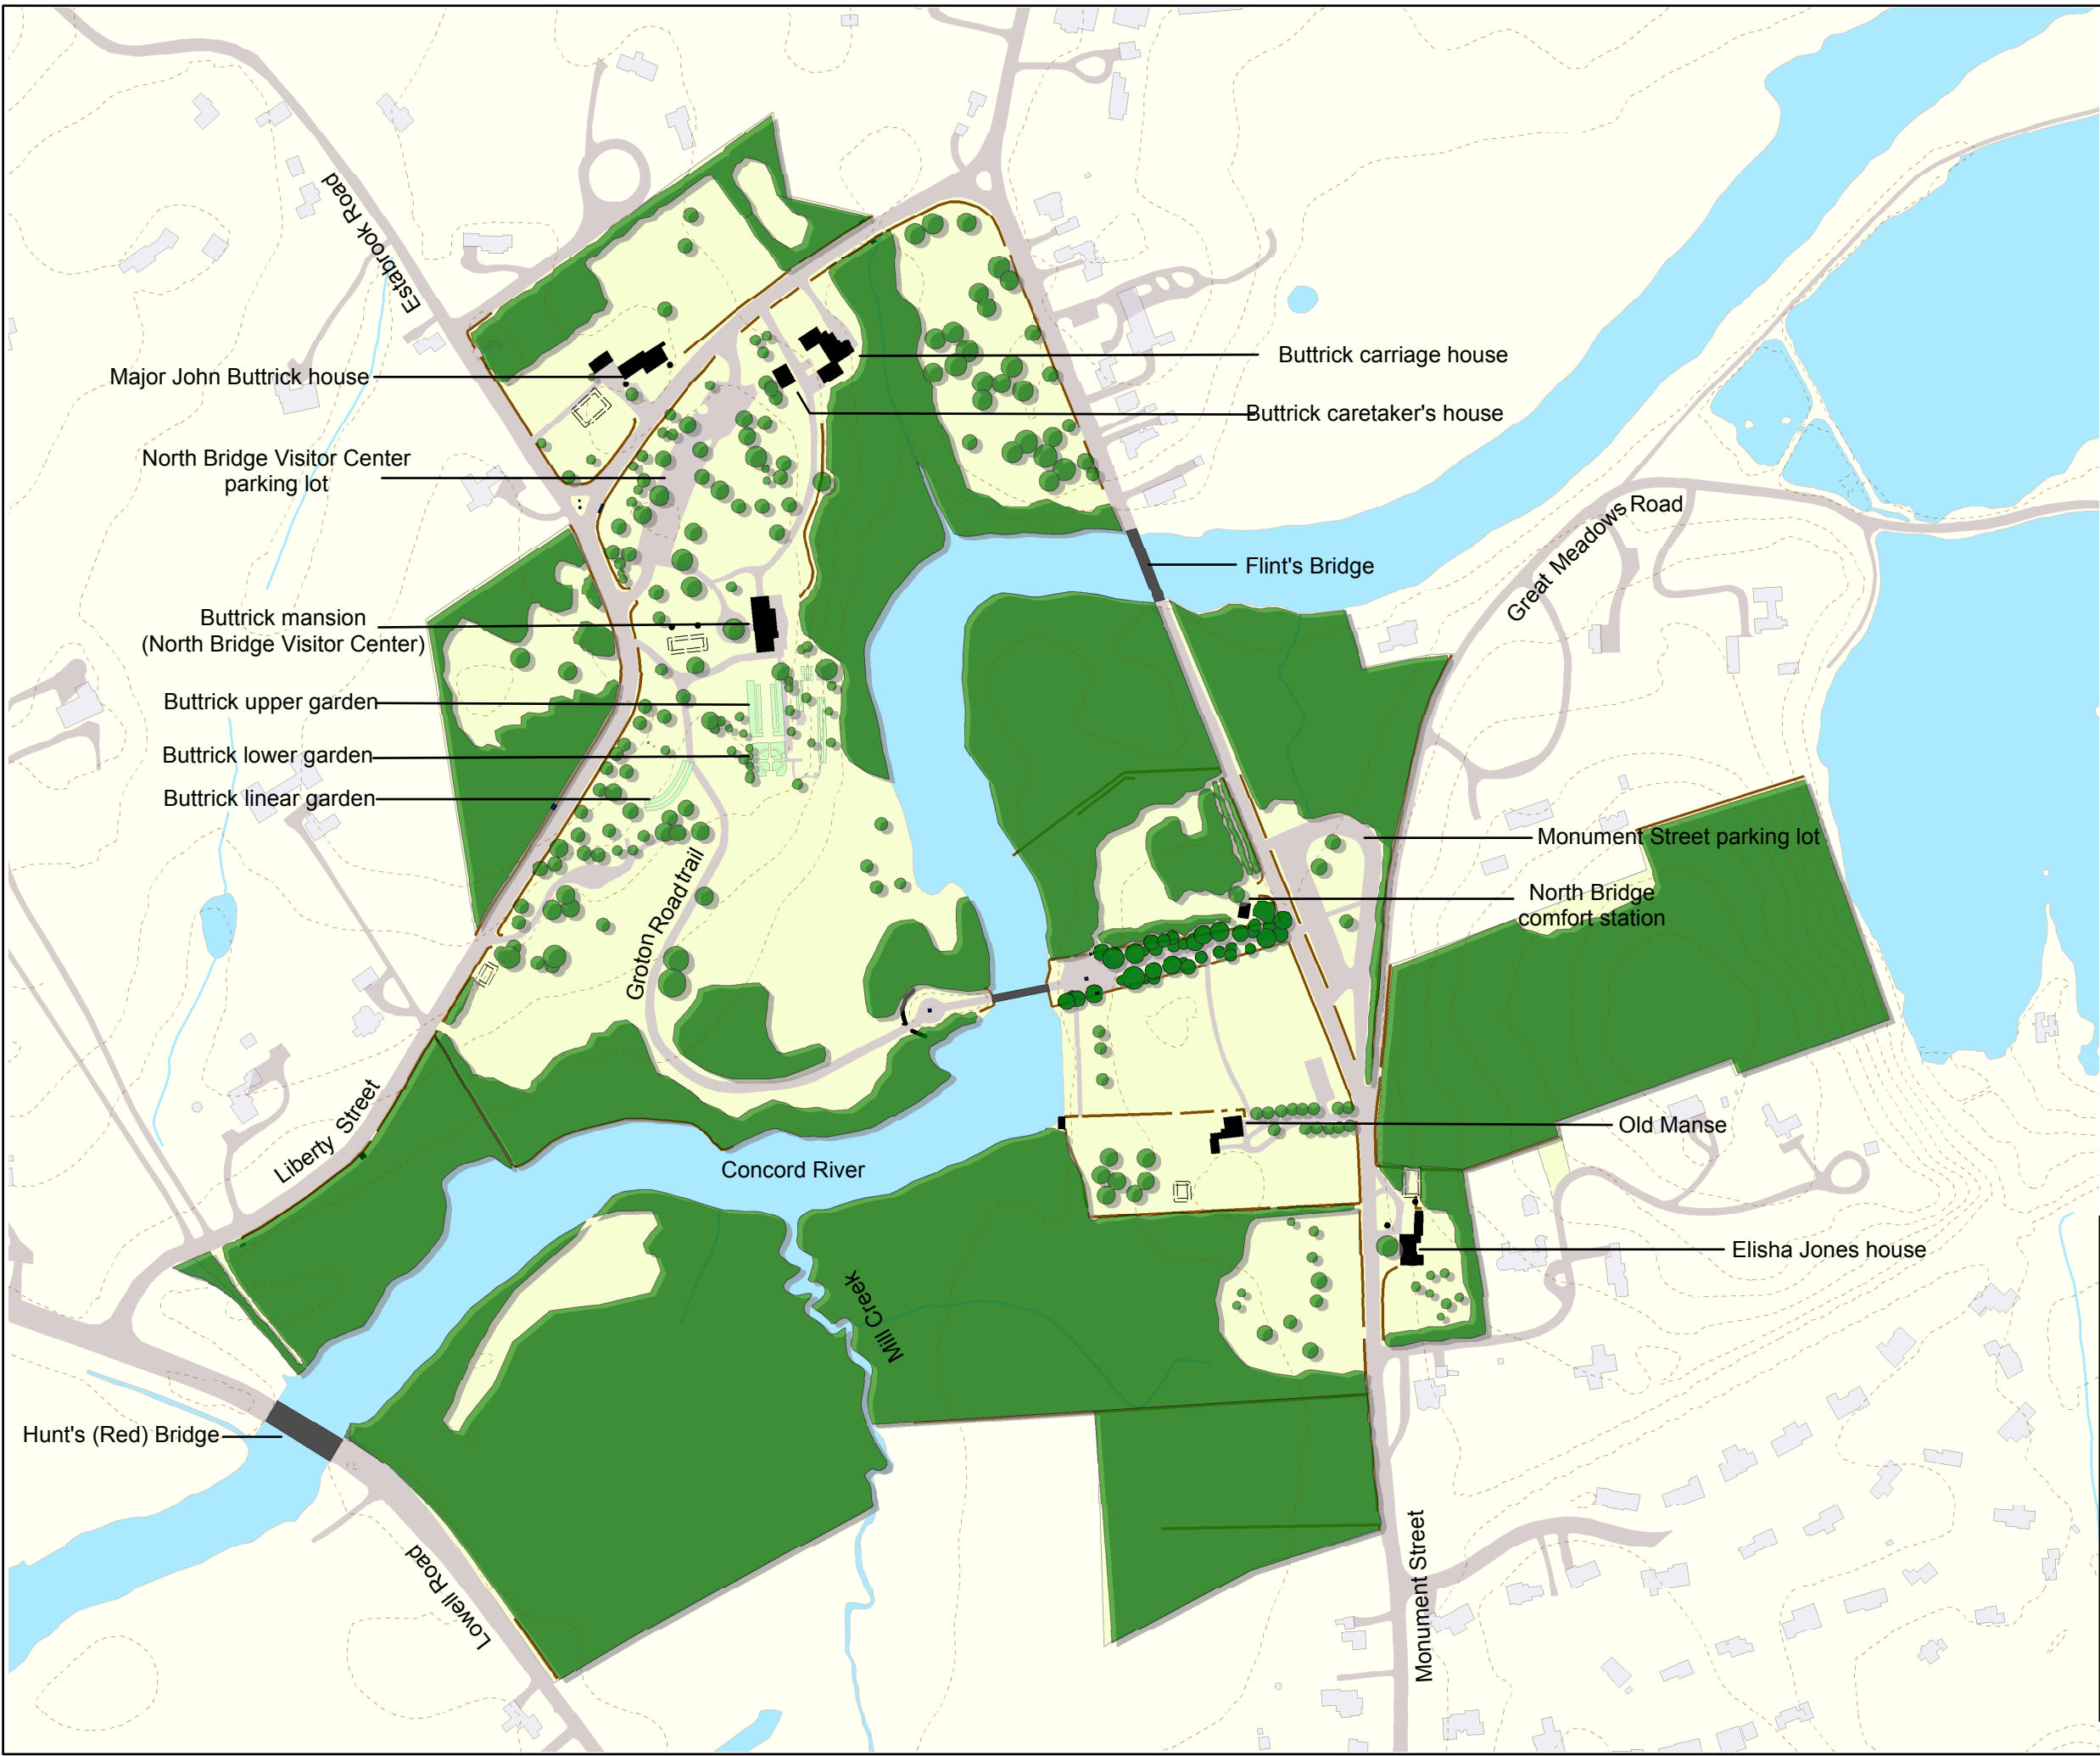 Estabrook Road
Buttrick carriage house
Major John Buttrick house
Buttrick caretaker's house
North Bridge Visitor Center
parking lot
Great Meadows Road
Flint's Bridge
Buttrick mansion
(North Bridge Visitor Center)
Buttrick upper garden
Buttrick lower garden
Buttrick linear garden
Monument Street parking lot
Groton Road trail
North Bridge
comfort station
Liberty Street
Old Manse
Concord River
Elisha Jones house
Mill Creek
Hunt's (Red) Bridge
Lowell Road
Monument Street